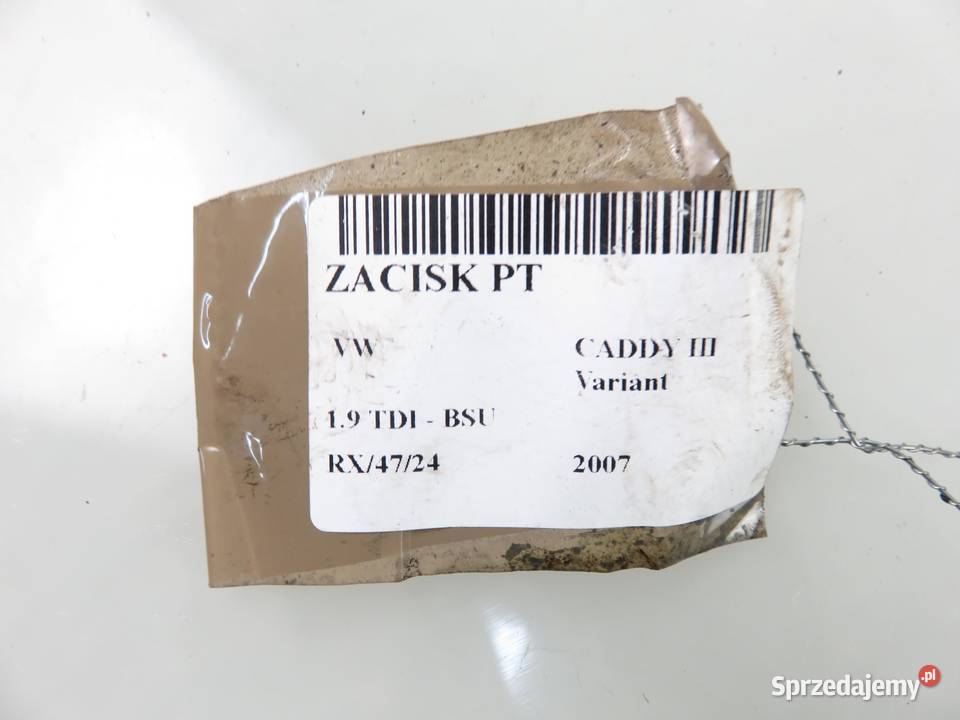 ZACISK PT
VW CADDY III
Variant
1.9 TDI - BSU
RX/47/24 2007
Sprzedajemy.pl